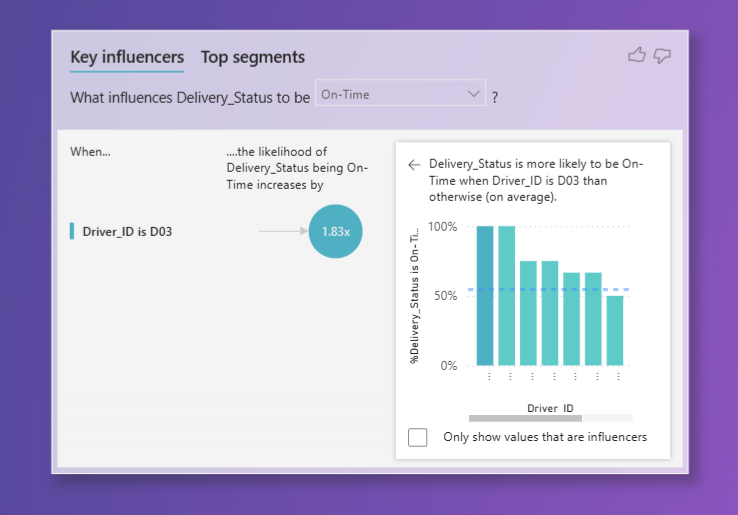 Key influencers Top segments
What influences Delivery_Status to be On-Time ?
When...
....the likelihood of
Delivery_Status being On-
Time increases by
Driver_ID is D03
1.83x
Delivery_Status is more likely to be On-
Time when Driver_ID is D03 than
otherwise (on average).
%Delivery_Status is On-Ti...
100%
50%
0%
Driver_ID
Only show values that are influencers